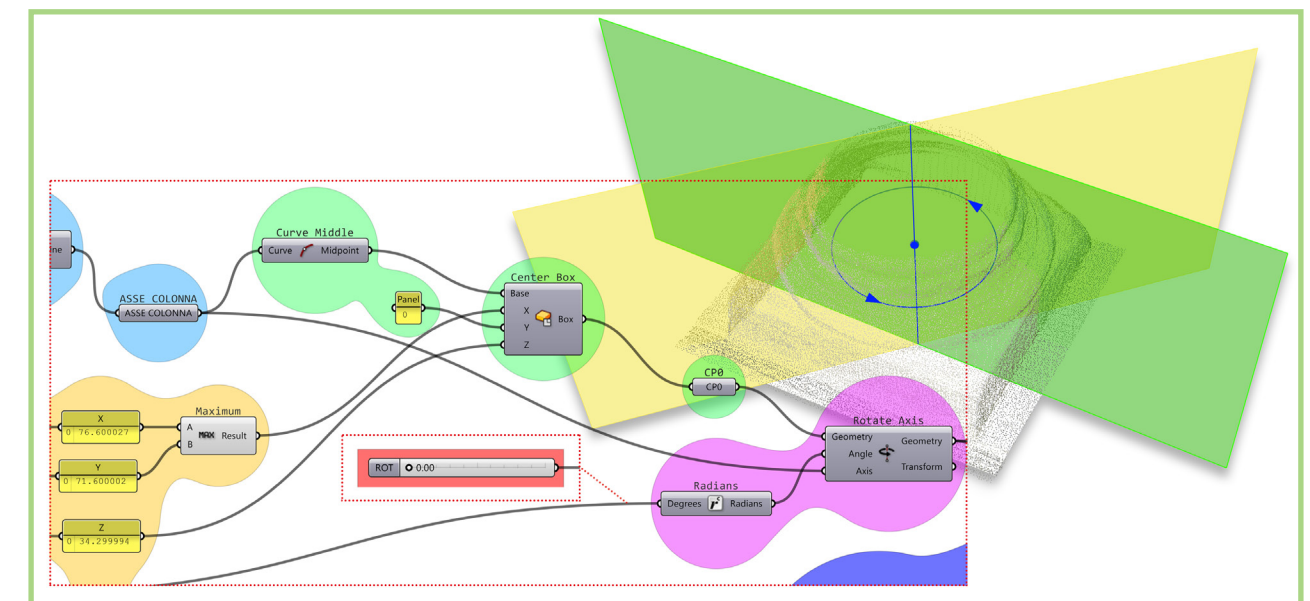 Curve Middle
Curve Midpoint
ne
ASSE COLONNA
ASSE COLONNA
Panel
0
Center Box
Base
X
Y
Z
Box
CP0
CP0
X
0 76.600027
Y
0 71.600002
Z
0 34.299994
Maximum
A
B
MAX Result
ROT 0.00
Radians
Degrees r c Radians
Rotate Axis
Geometry
Angle
Axis
Geometry
Transform